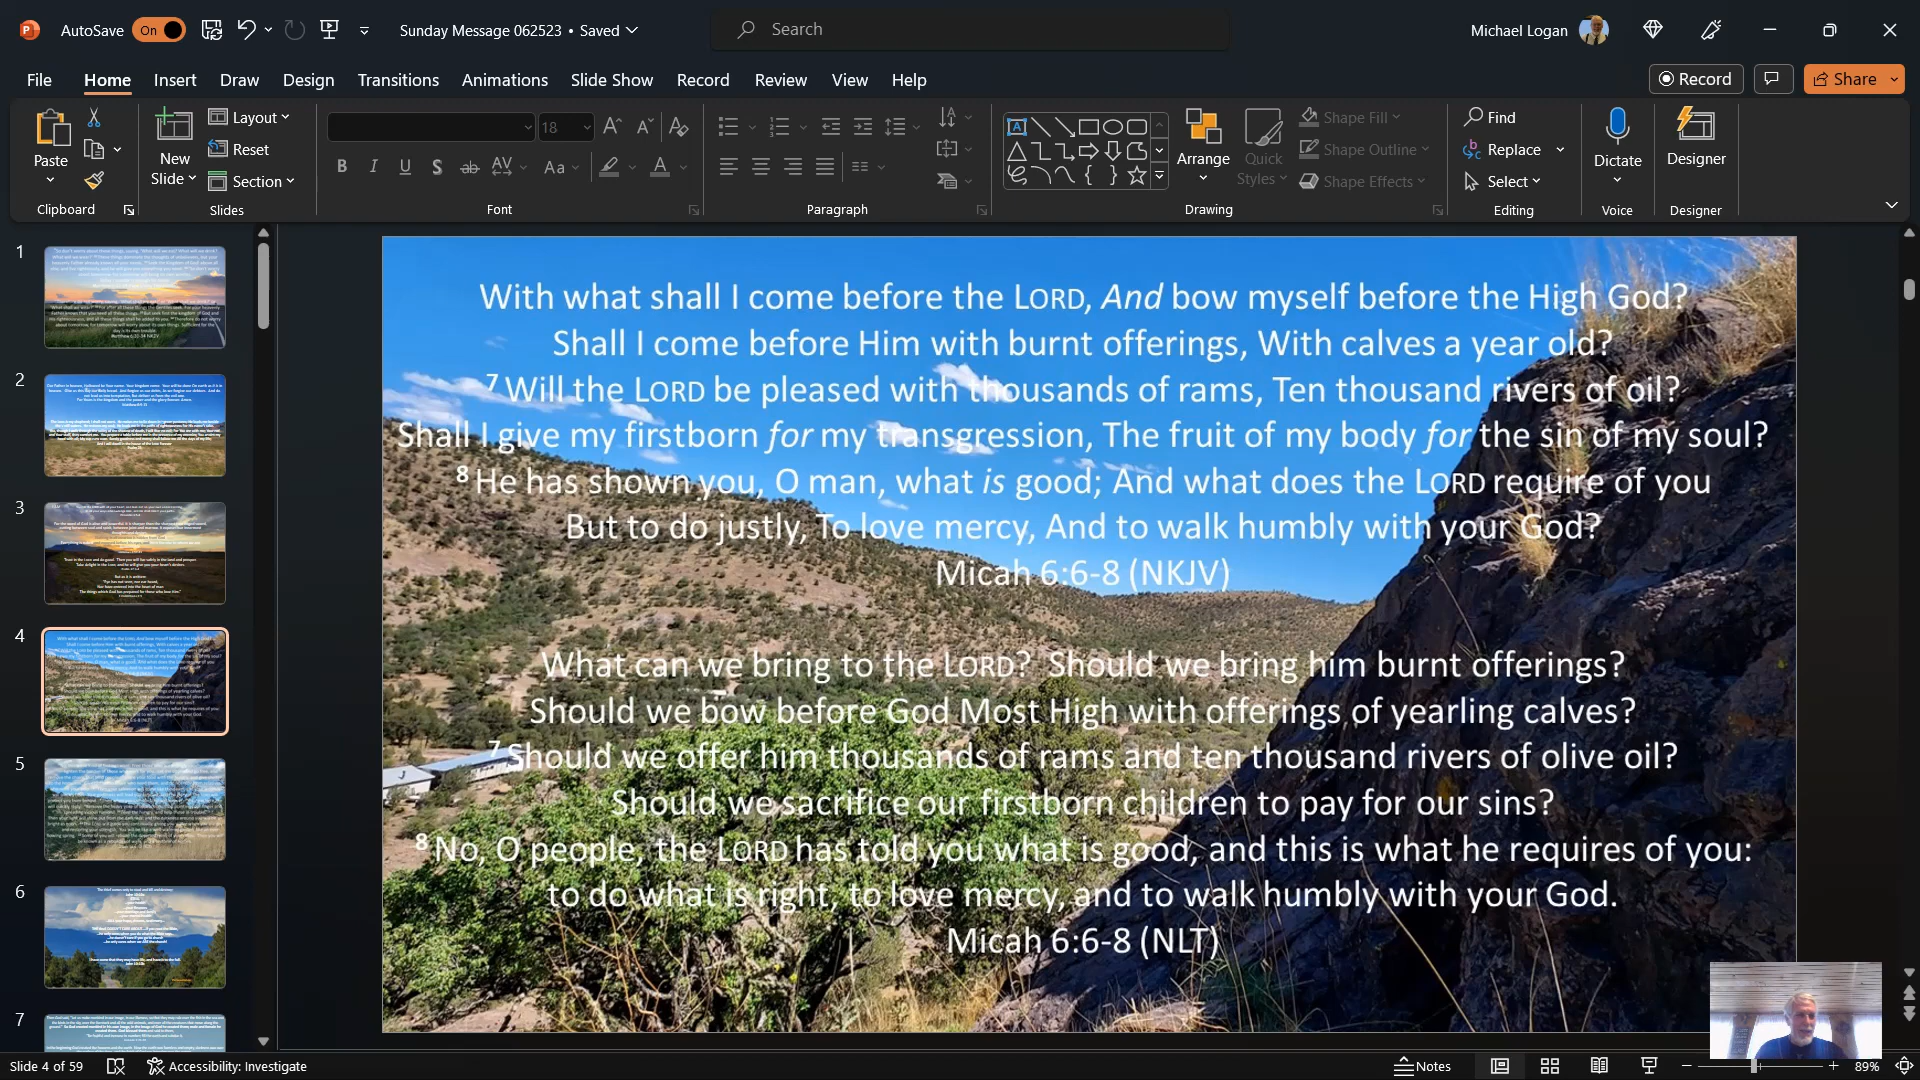 AutoSave On Sunday Message 062523 • Saved Search Michael Logan
File Home Insert Draw Design Transitions Animations Slide Show Record Review View Help Record Share
Paste New Slide Layout Reset Section 18 Arrange Quick Styles Shape Fill Shape Outline Shape Effects Find Replace Select Dictate Designer
Clipboard Slides Font Paragraph Drawing Editing Voice Designer
1
2
3
4
5
6
7
With what shall I come before the LORD, And bow myself before the High God?
Shall I come before Him with burnt offerings, With calves a year old?
7 Will the LORD be pleased with thousands of rams, Ten thousand rivers of oil?
Shall I give my firstborn for my transgression, The fruit of my body for the sin of my soul?
8 He has shown you, O man, what is good; And what does the LORD require of you
But to do justly, To love mercy, And to walk humbly with your God?
Micah 6:6-8 (NKJV)
What can we bring to the LORD? Should we bring him burnt offerings?
Should we bow before God Most High with offerings of yearling calves?
7 Should we offer him thousands of rams and ten thousand rivers of olive oil?
Should we sacrifice our firstborn children to pay for our sins?
8 No, O people, the LORD has told you what is good, and this is what he requires of you:
to do what is right, to love mercy, and to walk humbly with your God.
Micah 6:6-8 (NLT)
Slide 4 of 59 Accessibility: Investigate Notes 89%